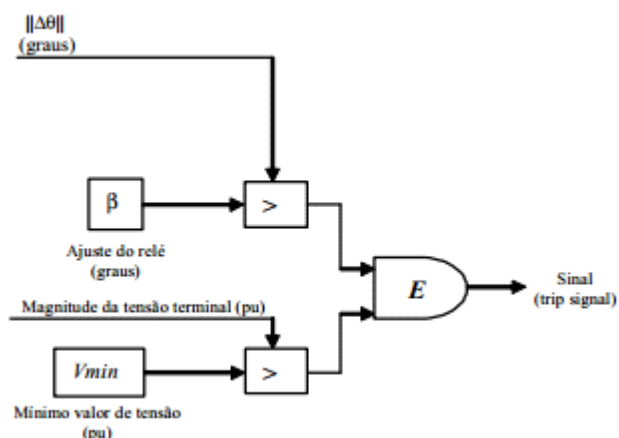 ||Δθ||
(graus)
β
>
Ajuste do relé
(graus)
E
Sinal
(trip signal)
Magnitude da tensão terminal (pu)
Vmin
>
Mínimo valor de tensão
(pu)